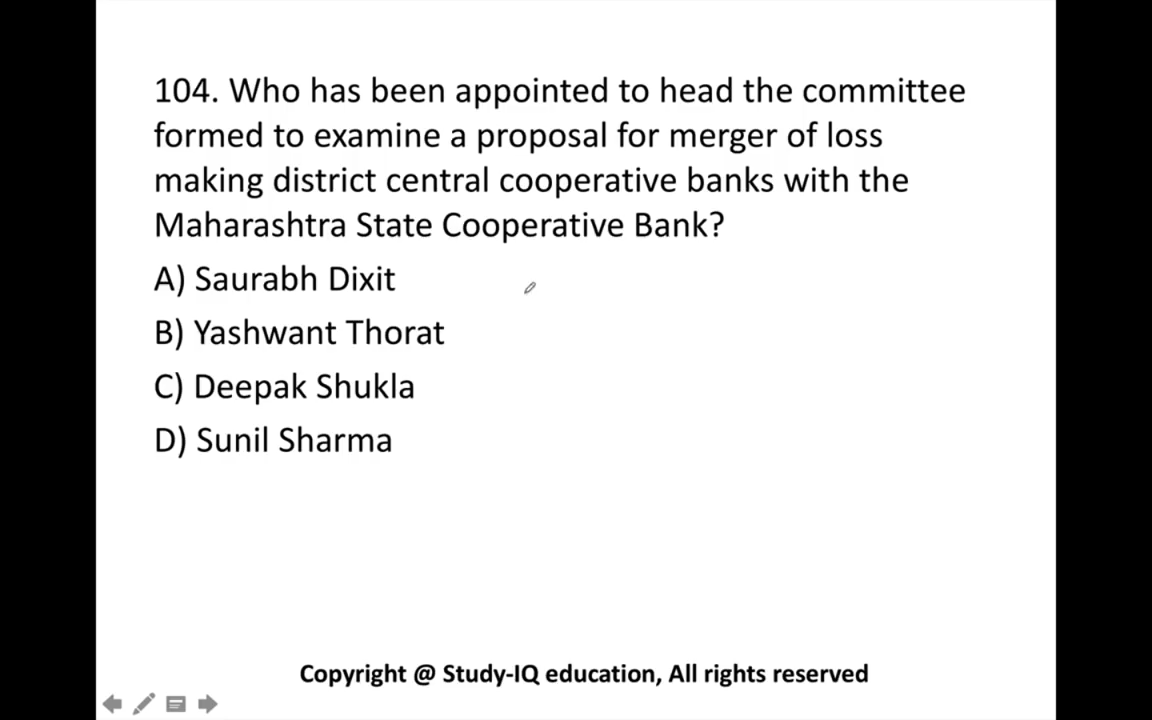 104. Who has been appointed to head the committee
formed to examine a proposal for merger of loss
making district central cooperative banks with the
Maharashtra State Cooperative Bank?
A) Saurabh Dixit
B) Yashwant Thorat
C) Deepak Shukla
D) Sunil Sharma
Copyright @ Study-IQ education, All rights reserved